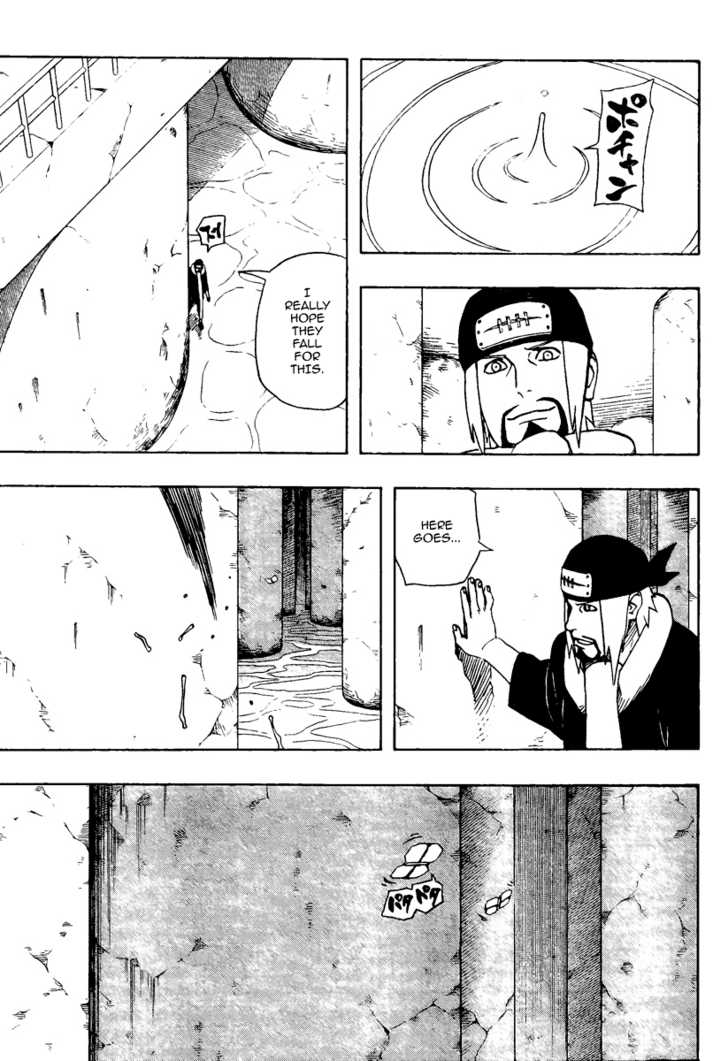 ポチャン
I
REALLY
HOPE
THEY
FALL
FOR
THIS.
HERE
GOES...
パタ
パタ